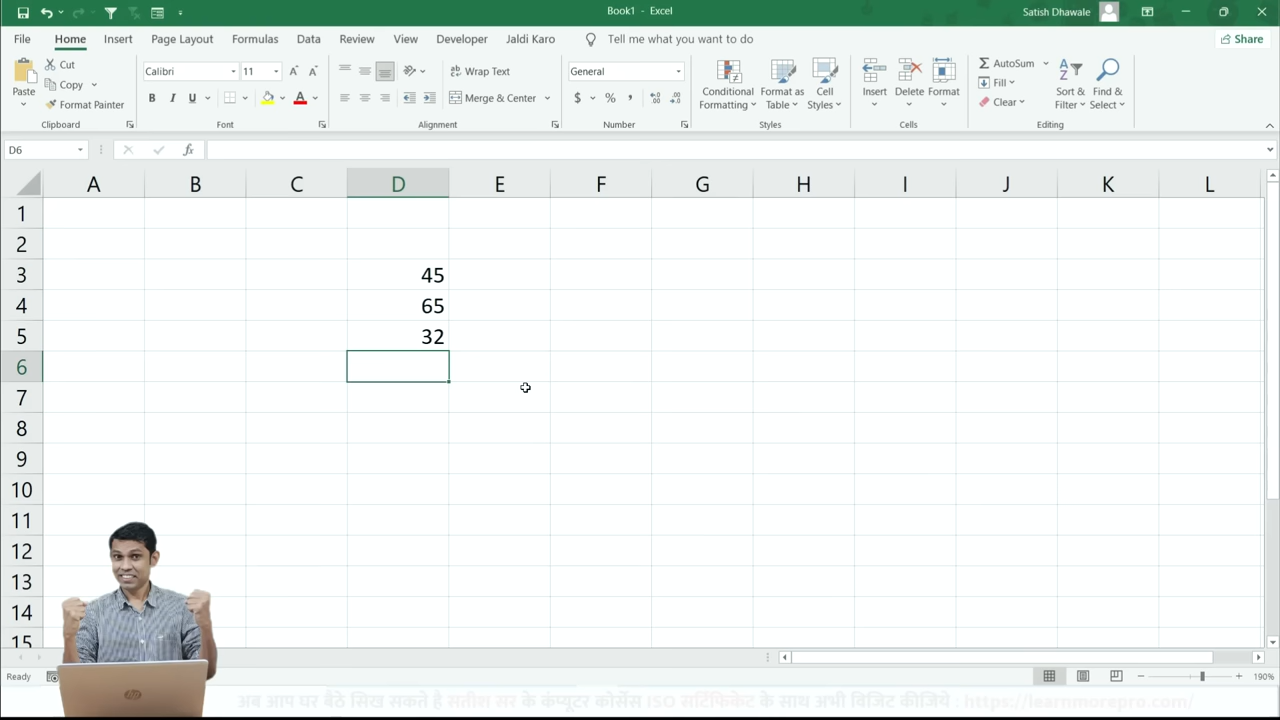 Book1 - Excel
Satish Dhawale
File Home Insert Page Layout Formulas Data Review View Developer Jaldi Karo Tell me what you want to do Share
Paste
Cut
Copy
Format Painter
Clipboard
Calibri 11
B I U A
Font
Wrap Text
Merge & Center
Alignment
General
$ % ,
Number
Conditional Formatting
Format as Table
Cell Styles
Styles
Insert
Delete
Format
Cells
AutoSum
Fill
Clear
Sort & Filter
Find & Select
Editing
D6 fx
A B C D E F G H I J K L
1
2
3 45
4 65
5 32
6
7
8
9
10
11
12
13
14
15
Ready 190%
hp
अब आप घर बैठे सिख सकते है सतीश सर के कंप्यूटर कोर्सेस ISO सर्टिफिकेट के साथ अभी विजिट कीजिये : https://learnmorepro.com/